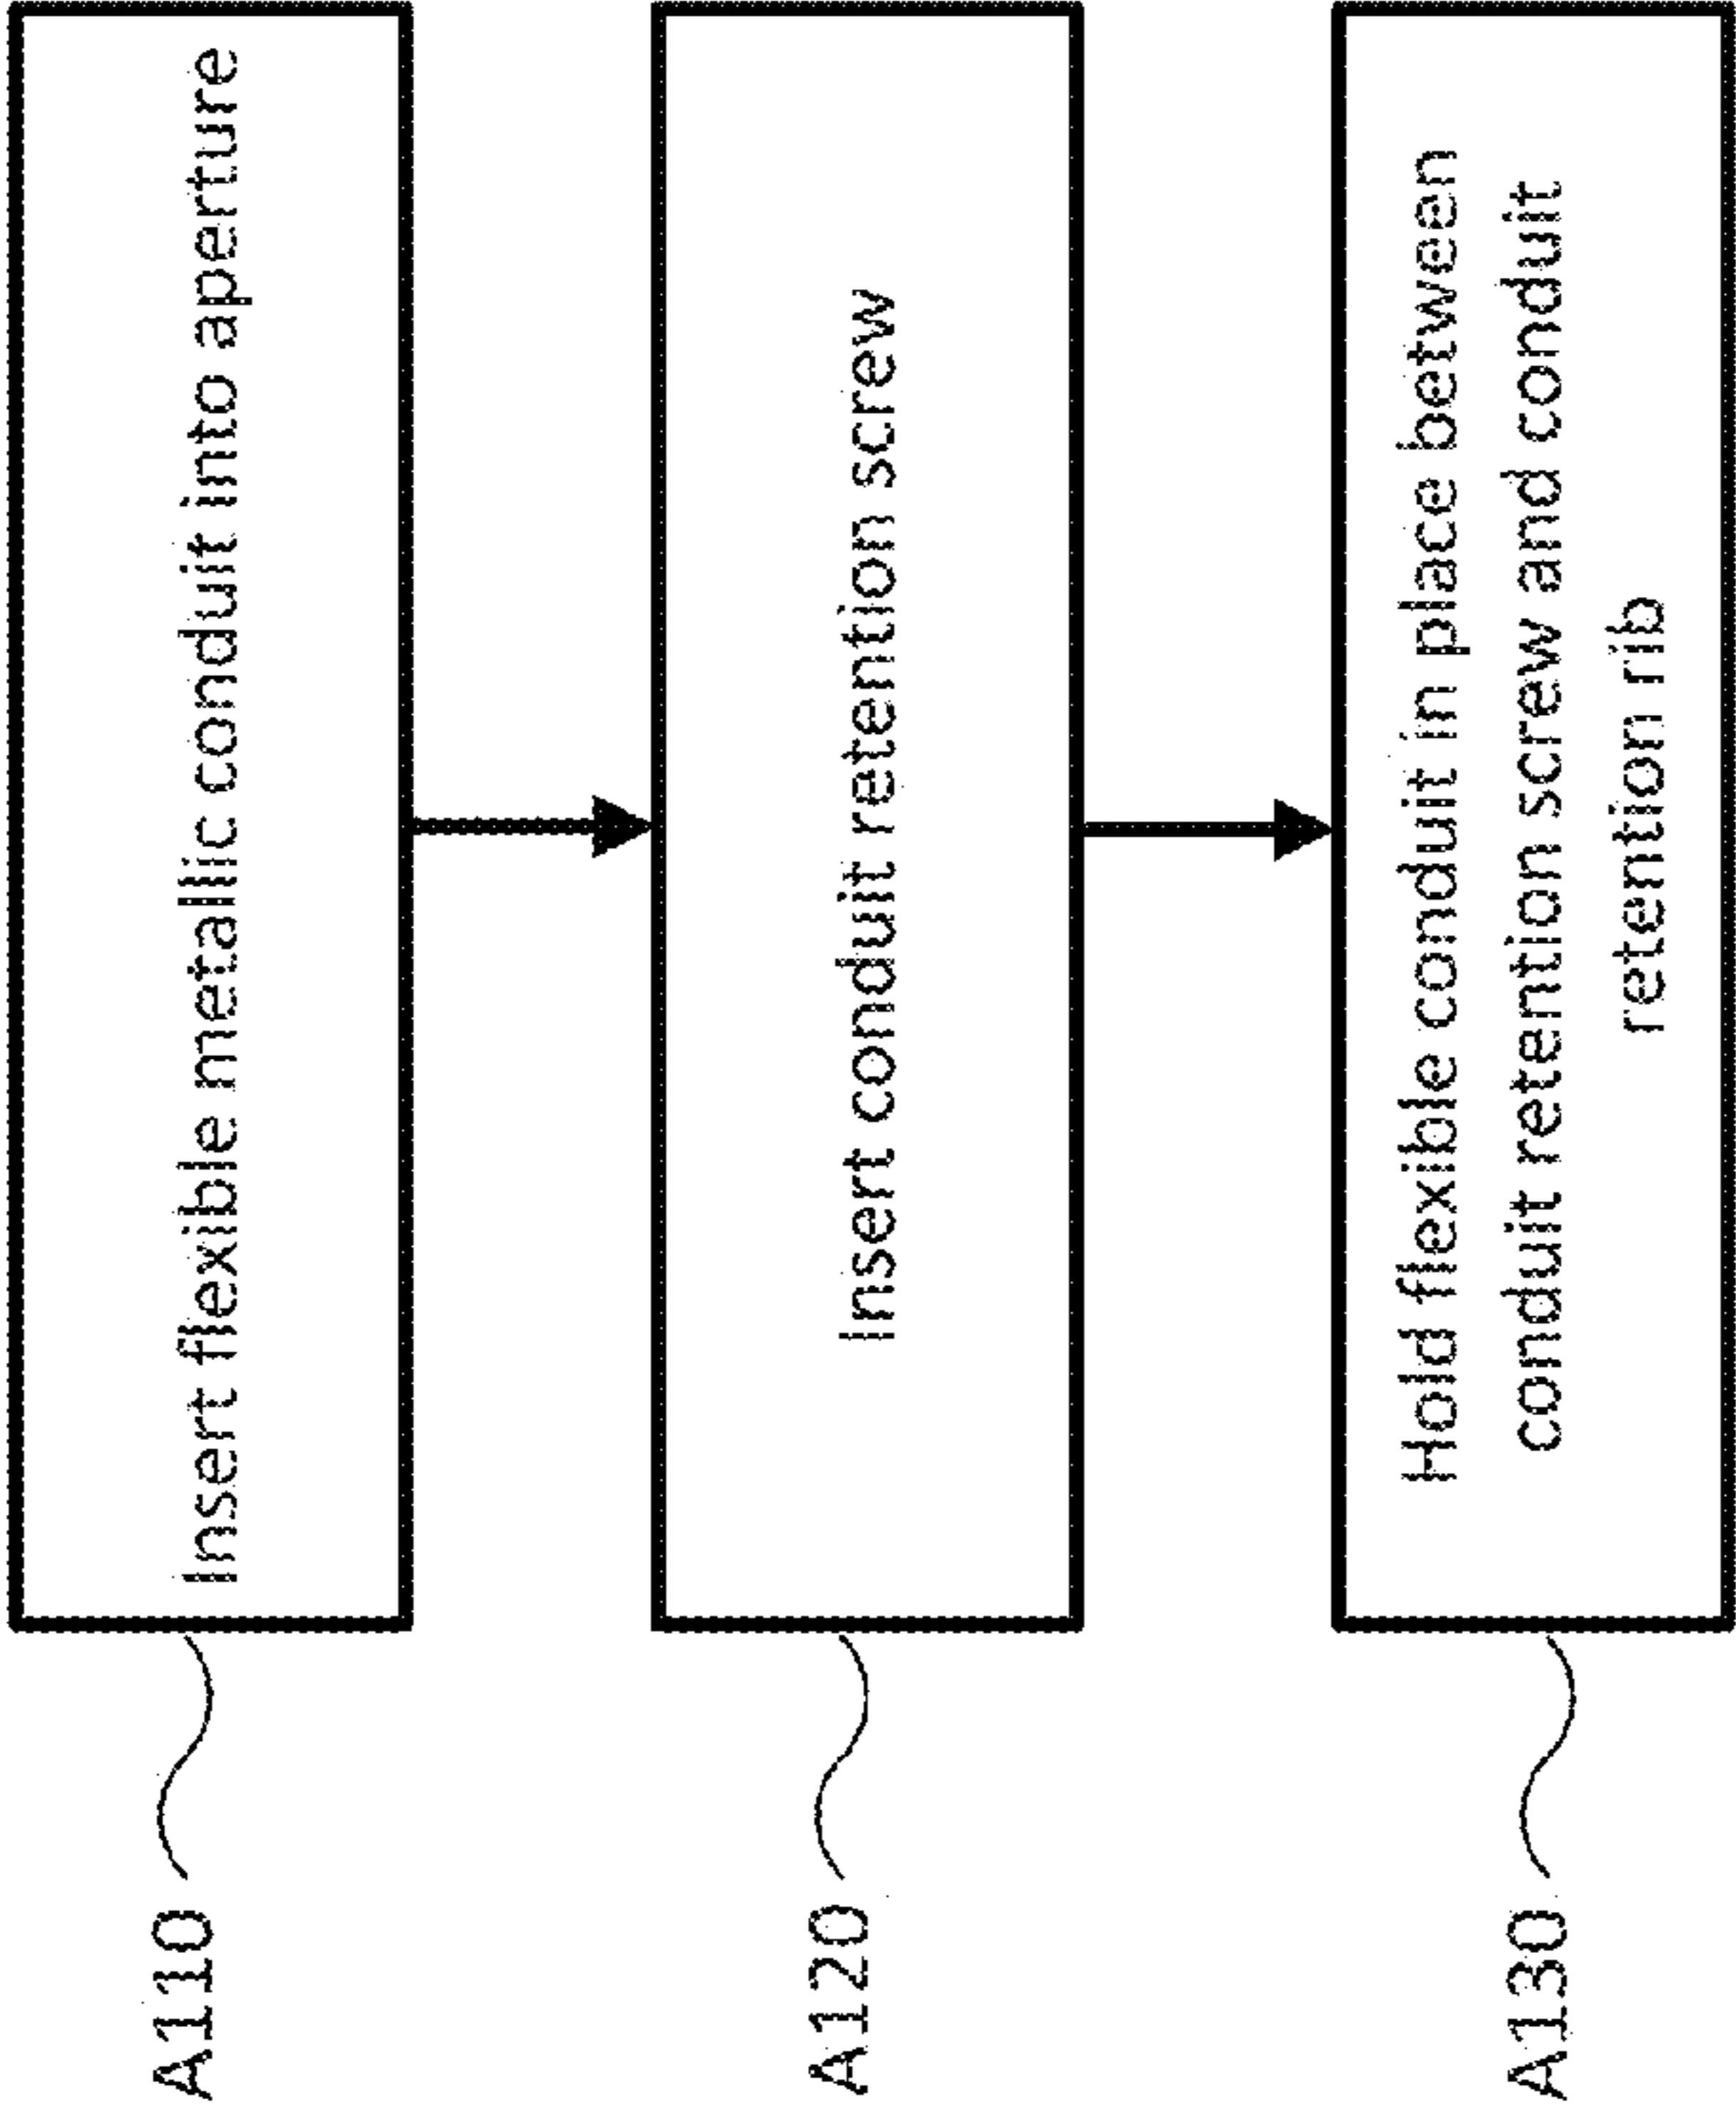 A110
Insert flexible metallic conduit into aperture
A120
Insert conduit retention screw
A130
Hold flexible conduit in place between
conduit retention screw and conduit
retention rib